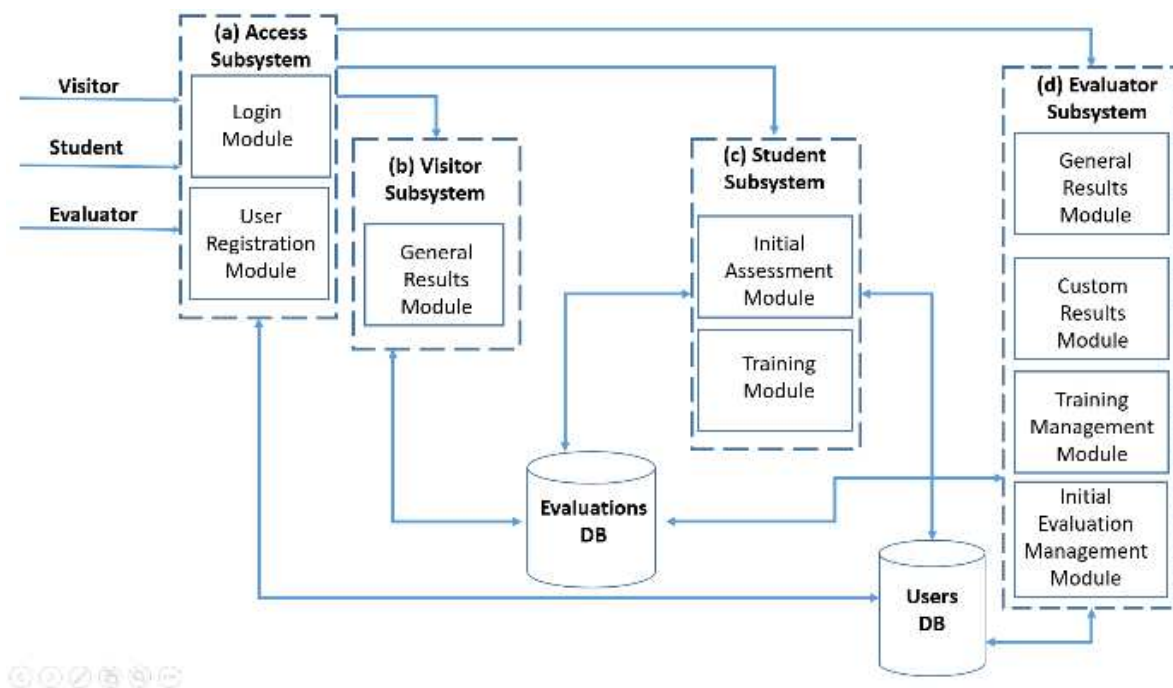 (a) Access
Subsystem
Visitor
Student
Evaluator
Login
Module
User
Registration
Module
(b) Visitor
Subsystem
General
Results
Module
(c) Student
Subsystem
Initial
Assessment
Module
Training
Module
(d) Evaluator
Subsystem
General
Results
Module
Custom
Results
Module
Training
Management
Module
Initial
Evaluation
Management
Module
Evaluations
DB
Users
DB